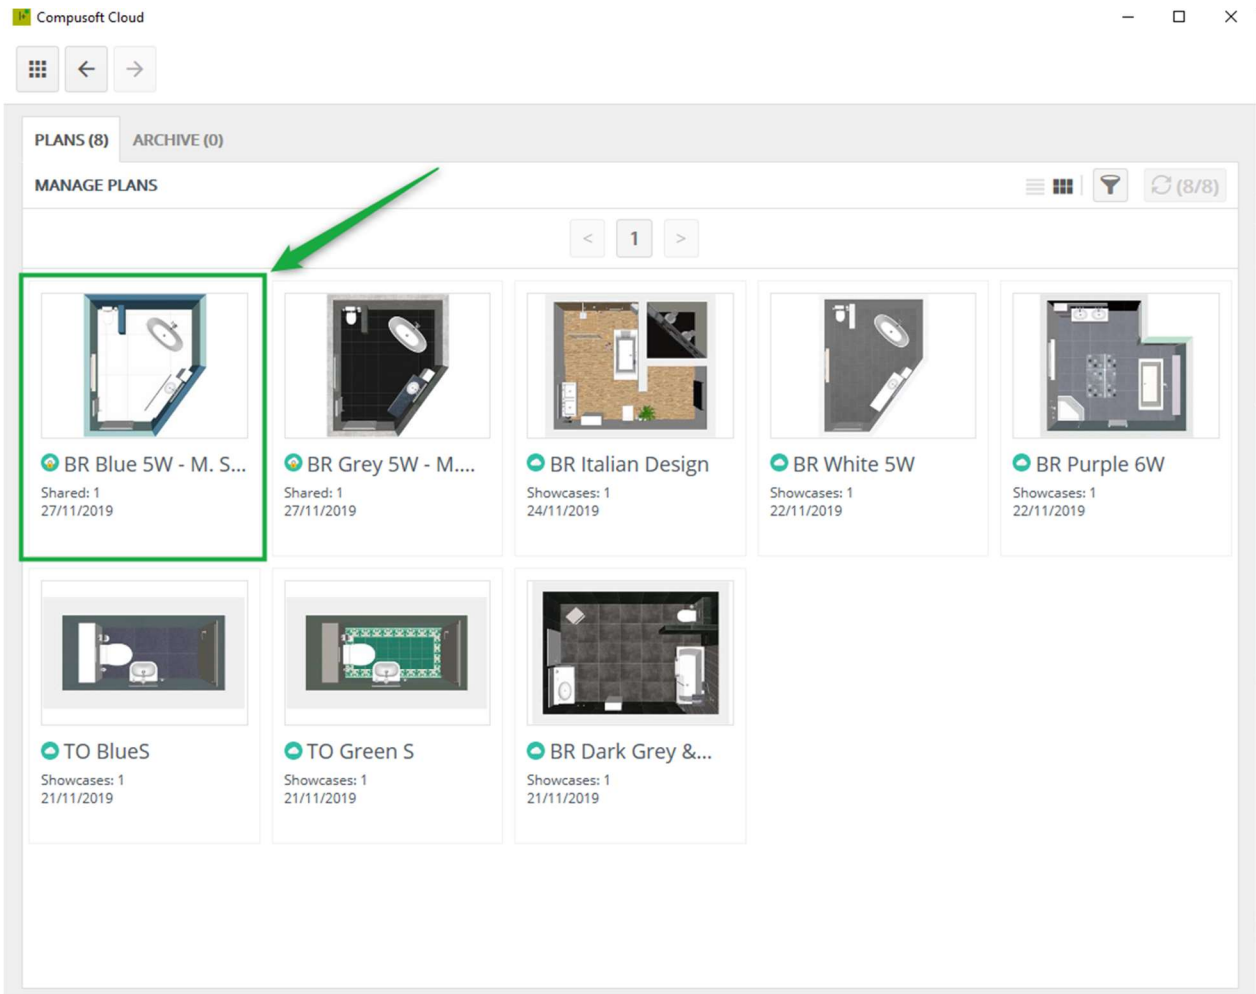 Compusoft Cloud
PLANS (8)
ARCHIVE (0)
MANAGE PLANS
(8/8)
< 1 >
BR Blue 5W - M. S...
Shared: 1
27/11/2019
BR Grey 5W - M....
Shared: 1
27/11/2019
BR Italian Design
Showcases: 1
24/11/2019
BR White 5W
Showcases: 1
22/11/2019
BR Purple 6W
Showcases: 1
22/11/2019
TO BlueS
Showcases: 1
21/11/2019
TO Green S
Showcases: 1
21/11/2019
BR Dark Grey &...
Showcases: 1
21/11/2019